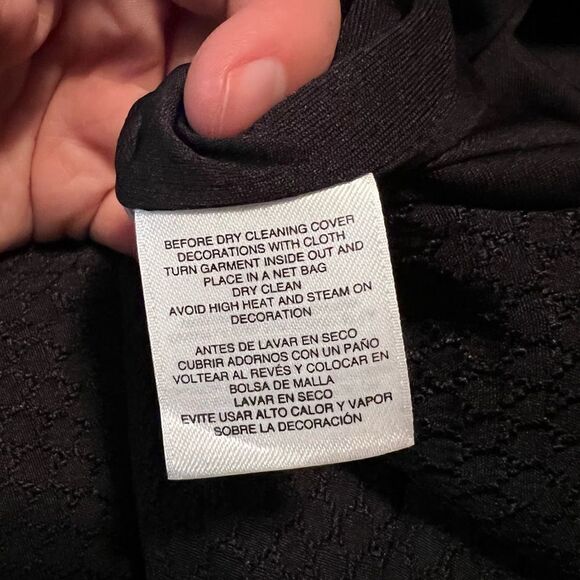 BEFORE DRY CLEANING COVER
DECORATIONS WITH CLOTH
TURN GARMENT INSIDE OUT AND
PLACE IN A NET BAG
DRY CLEAN
AVOID HIGH HEAT AND STEAM ON
DECORATION
ANTES DE LAVAR EN SECO
CUBRIR ADORNOS CON UN PAÑO
VOLTEAR AL REVÉS Y COLOCAR EN
BOLSA DE MALLA
LAVAR EN SECO
EVITE USAR ALTO CALOR Y VAPOR
SOBRE LA DECORACIÓN